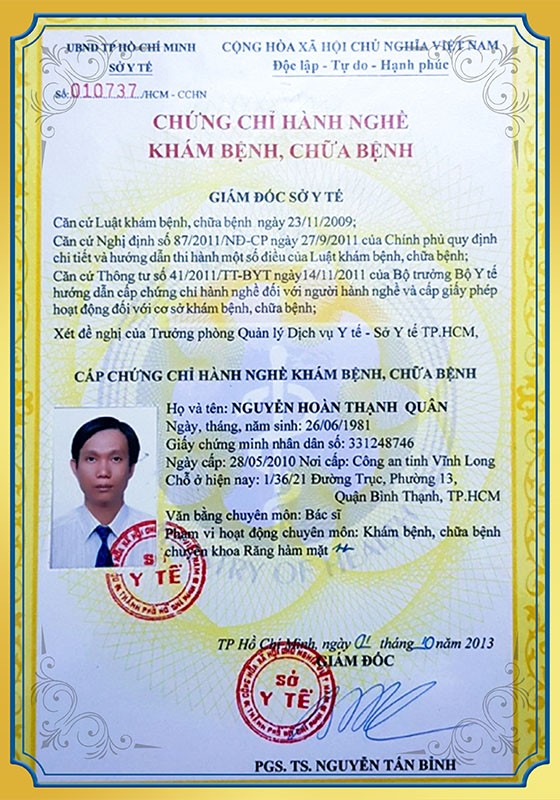 UBND TP HỒ CHÍ MINH
SỞ Y TẾ
CỘNG HÒA XÃ HỘI CHỦ NGHĨA VIỆT NAM
Độc lập - Tự do - Hạnh phúc
Số: 010737/HCM - CCHN
CHỨNG CHỈ HÀNH NGHỀ
KHÁM BỆNH, CHỮA BỆNH
GIÁM ĐỐC SỞ Y TẾ
Căn cứ Luật khám bệnh, chữa bệnh ngày 23/11/2009;
Căn cứ Nghị định số 87/2011/NĐ-CP ngày 27/9/2011 của Chính phủ quy định
chi tiết và hướng dẫn thi hành một số điều của Luật khám bệnh, chữa bệnh;
Căn cứ Thông tư số 41/2011/TT-BYT ngày14/11/2011 của Bộ trưởng Bộ Y tế
hướng dẫn cấp chứng chỉ hành nghề đối với người hành nghề và cấp giấy phép
hoạt động đối với cơ sở khám bệnh, chữa bệnh;
Xét đề nghị của Trưởng phòng Quản lý Dịch vụ Y tế - Sở Y tế TP.HCM,
CẤP CHỨNG CHỈ HÀNH NGHỀ KHÁM BỆNH, CHỮA BỆNH
Họ và tên: NGUYỄN HOÀN THẠNH QUÂN
Ngày, tháng, năm sinh: 26/06/1981
Giấy chứng minh nhân dân số: 331248746
Ngày cấp: 28/05/2010 Nơi cấp: Công an tỉnh Vĩnh Long
Chỗ ở hiện nay: 1/36/21 Đường Trục, Phường 13,
Quận Bình Thạnh, TP.HCM
Văn bằng chuyên môn: Bác sĩ
Phạm vi hoạt động chuyên môn: Khám bệnh, chữa bệnh
chuyên khoa Răng hàm mặt
SỞ
Y TẾ
TP Hồ Chí Minh, ngày 01 tháng 10 năm 2013
GIÁM ĐỐC
SỞ
Y TẾ
PGS. TS. NGUYỄN TẤN BỈNH